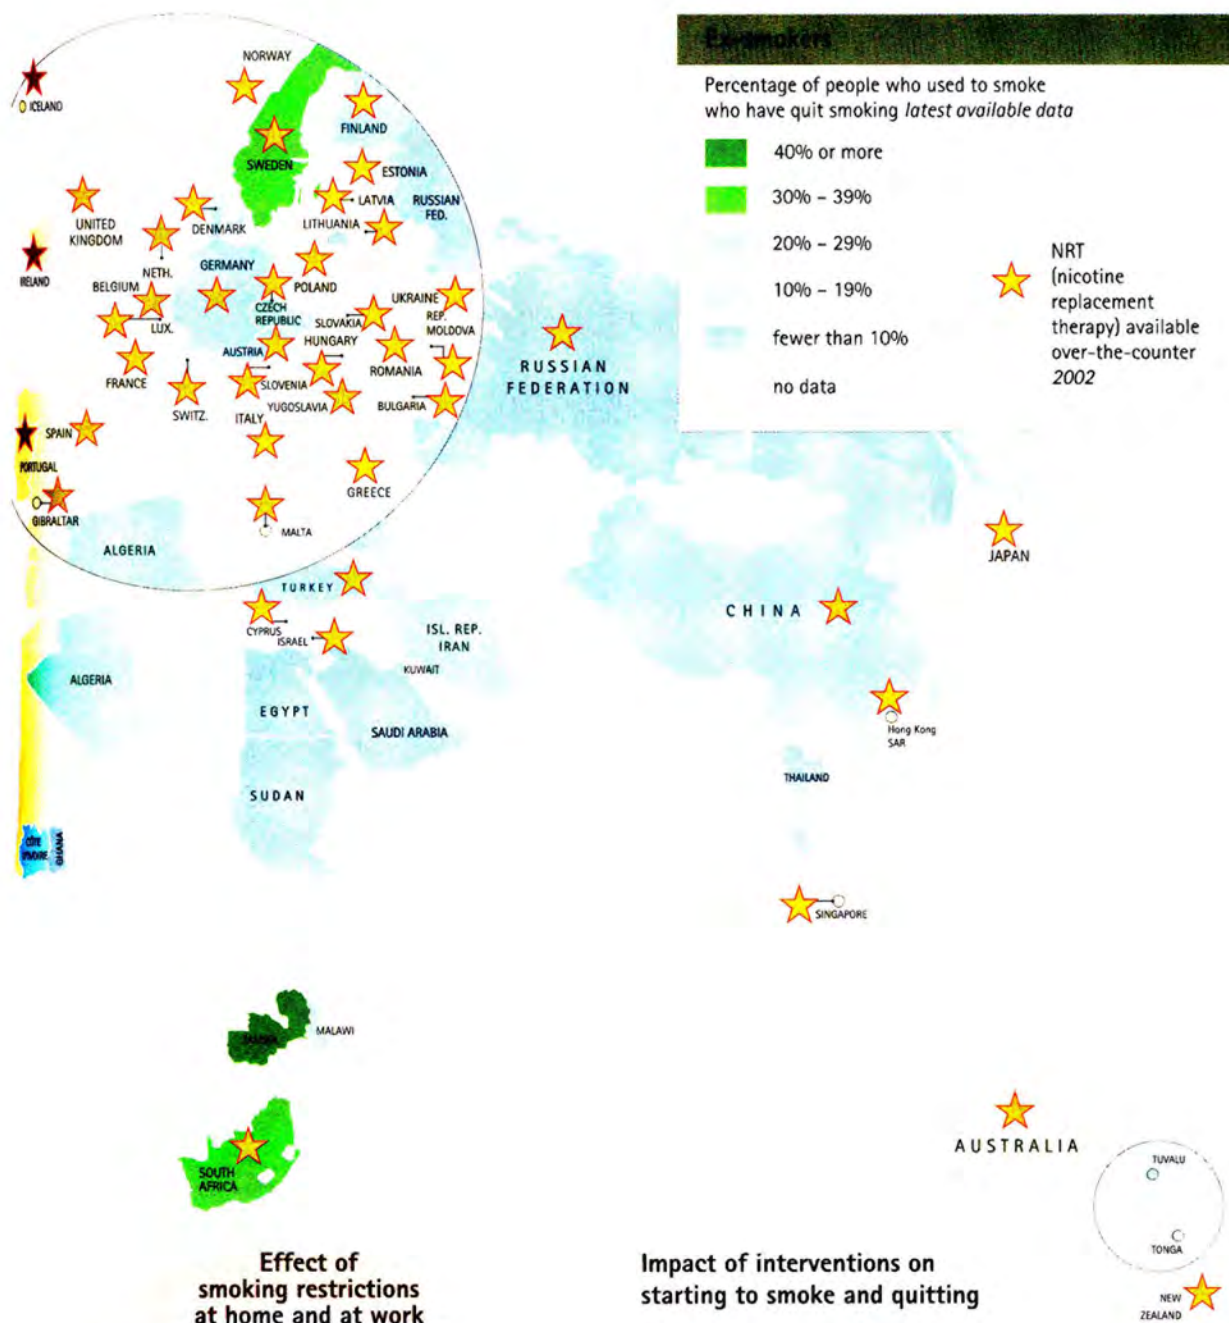 Ex-smokers
Percentage of people who used to smoke
who have quit smoking latest available data
40% or more
30% – 39%
20% – 29%
10% – 19%
fewer than 10%
no data
NRT
(nicotine
replacement
therapy) available
over-the-counter
2002
NORWAY
ICELAND
FINLAND
SWEDEN
ESTONIA
LATVIA
RUSSIAN
FED.
UNITED
KINGDOM
DENMARK
LITHUANIA
IRELAND
NETH.
GERMANY
POLAND
BELGIUM
LUX.
CZECH
REPUBLIC
UKRAINE
SLOVAKIA
REP.
MOLDOVA
HUNGARY
AUSTRIA
FRANCE
SLOVENIA
ROMANIA
SWITZ.
ITALY
YUGOSLAVIA
BULGARIA
SPAIN
PORTUGAL
GREECE
GIBRALTAR
MALTA
ALGERIA
RUSSIAN
FEDERATION
JAPAN
TURKEY
CHINA
CYPRUS
ISRAEL
ISL. REP.
IRAN
KUWAIT
ALGERIA
EGYPT
SAUDI ARABIA
Hong Kong
SAR
THAILAND
SUDAN
CÔTE
D'IVOIRE
GHANA
SINGAPORE
ZAMBIA
MALAWI
SOUTH
AFRICA
AUSTRALIA
TUVALU
TONGA
NEW
ZEALAND
Effect of
smoking restrictions
at home and at work
Impact of interventions on
starting to smoke and quitting